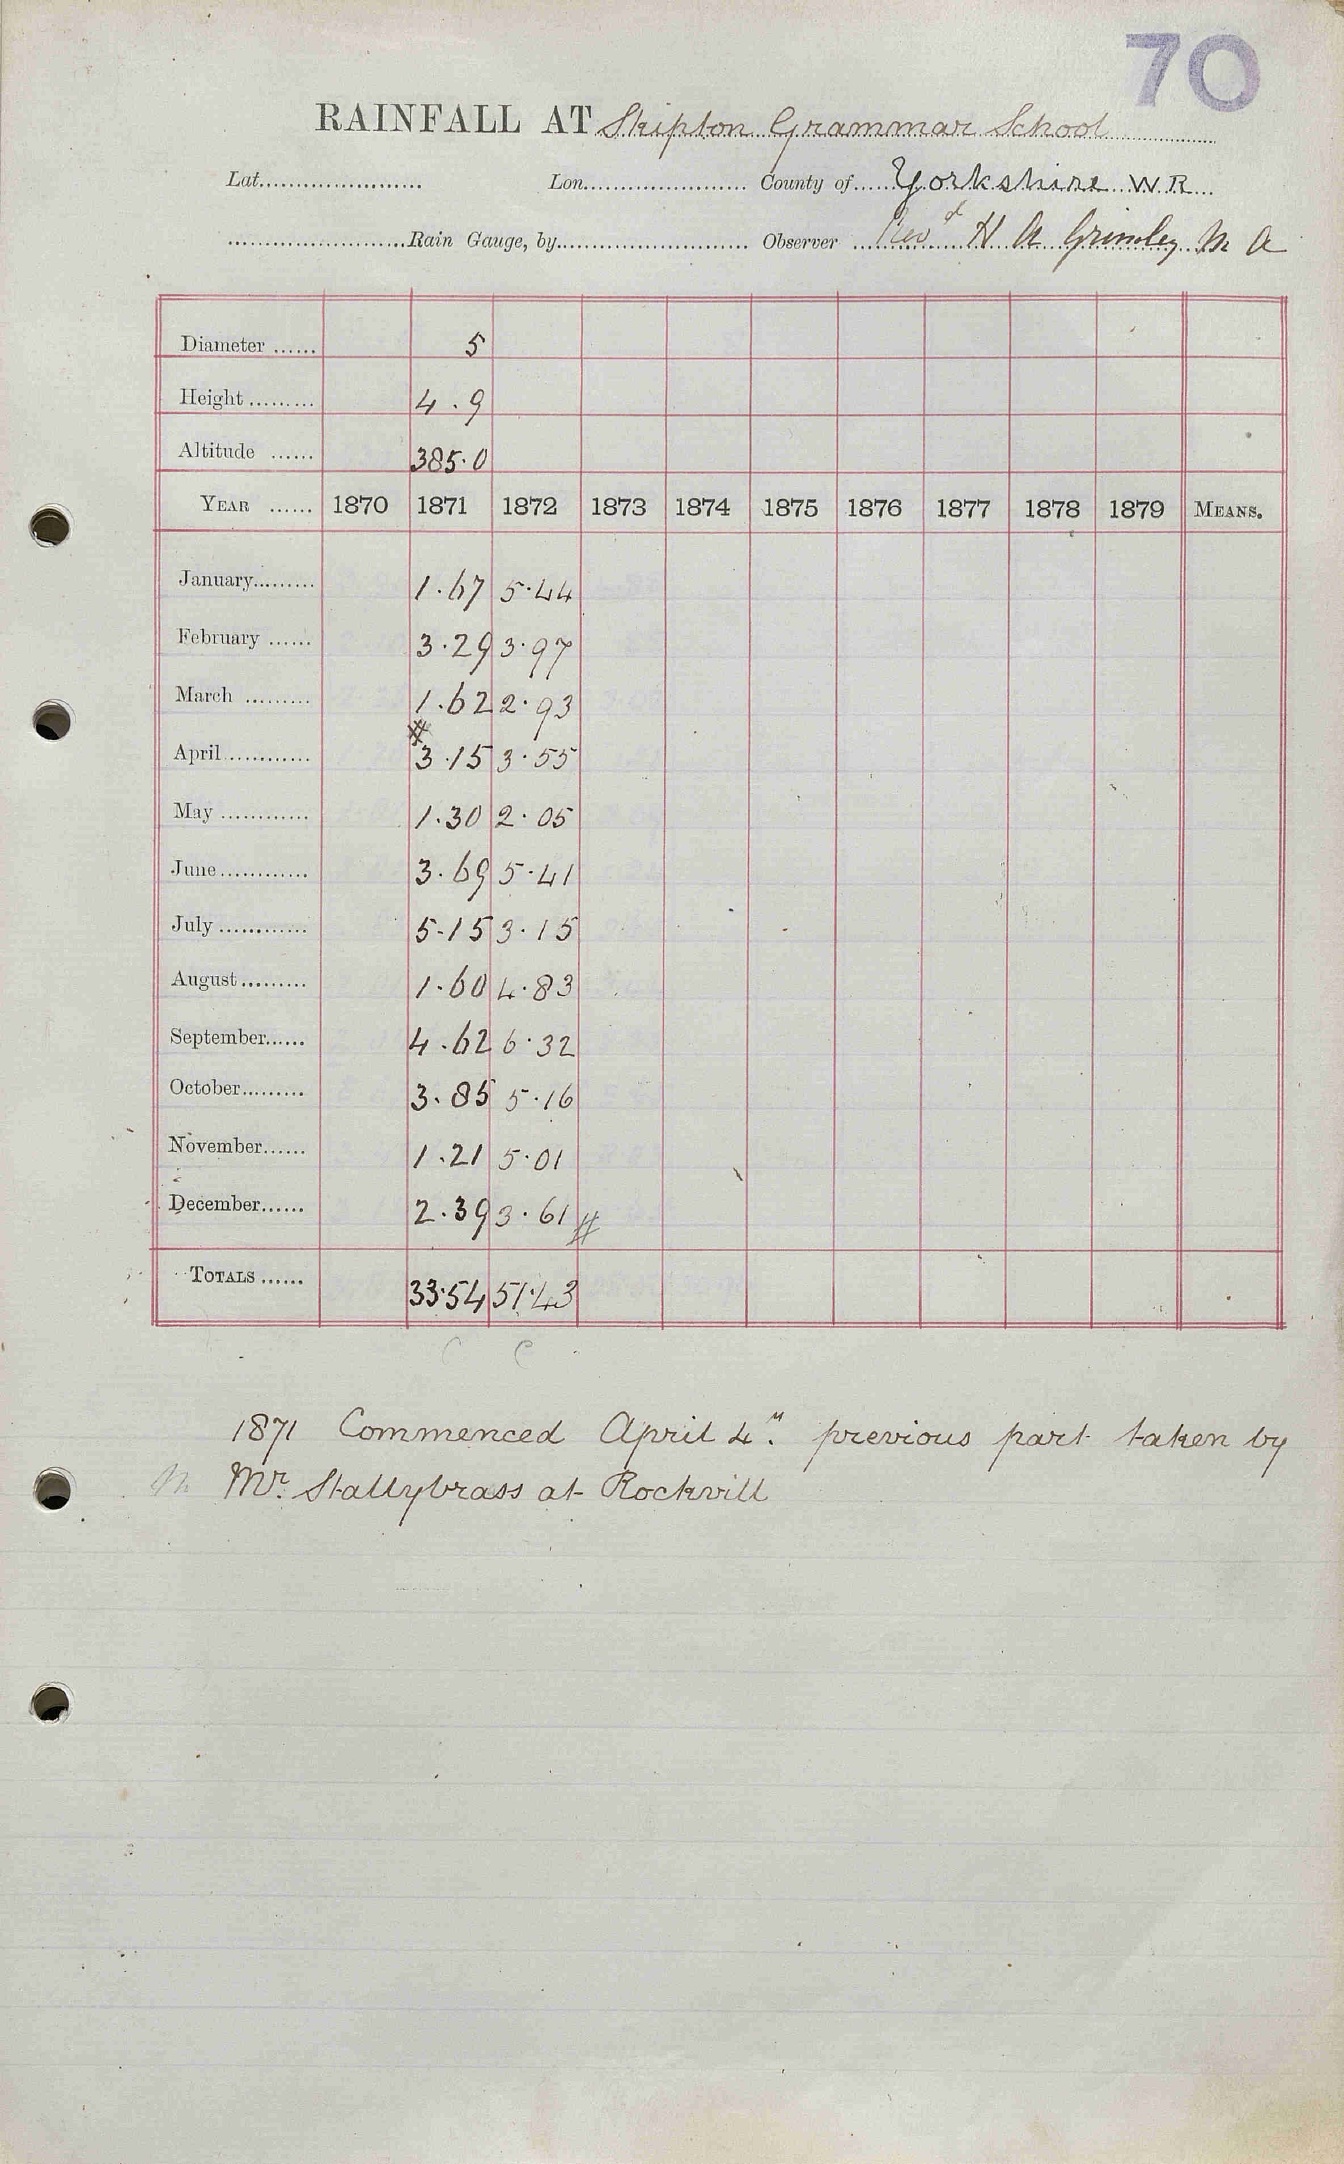 70
RAINFALL AT Skipton Grammar School
Lat...................... Lon...................... County of..... Yorkshire W R
........................Rain Gauge, by.......................... Observer ... Revd H A Grimley M A
Diameter ...... 5
Height ......... 4.9
Altitude ...... 385.0
YEAR ...... 1870 1871 1872 1873 1874 1875 1876 1877 1878 1879 MEANS.
January......... 1.67 5.44
February ...... 3.29 3.97
March ......... 1.62 2.93
#
April ............ 3.15 3.55
May ............ 1.30 2.05
June ............ 3.69 5.41
July ............ 5.15 3.15
August ......... 1.60 4.83
September...... 4.62 6.32
October ......... 3.85 5.16
November...... 1.21 5.01
December...... 2.39 3.61 #
TOTALS ...... 33.54 51.43
C C
1871 Commenced April 4th. previous part taken by
M Mr. Stallybrass at Rockvill